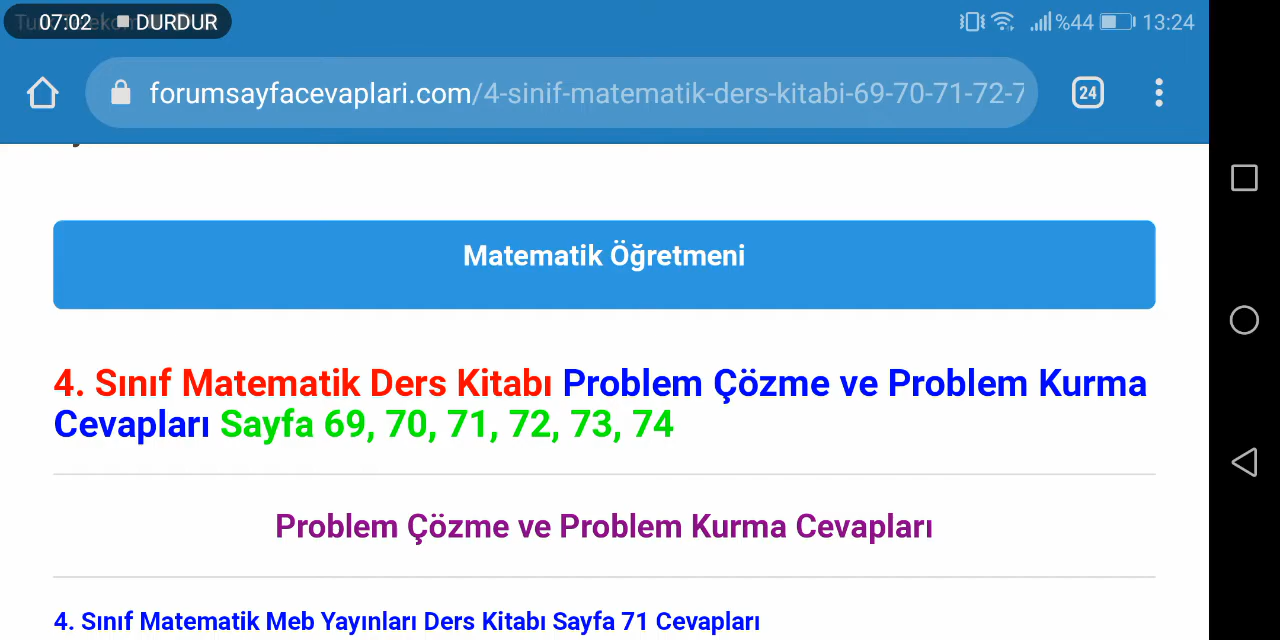 07:02 DURDUR
%44 13:24
forumsayfacevaplari.com/4-sinif-matematik-ders-kitabi-69-70-71-72-7
24
Matematik Öğretmeni
4. Sınıf Matematik Ders Kitabı Problem Çözme ve Problem Kurma
Cevapları Sayfa 69, 70, 71, 72, 73, 74
Problem Çözme ve Problem Kurma Cevapları
4. Sınıf Matematik Meb Yayınları Ders Kitabı Sayfa 71 Cevapları